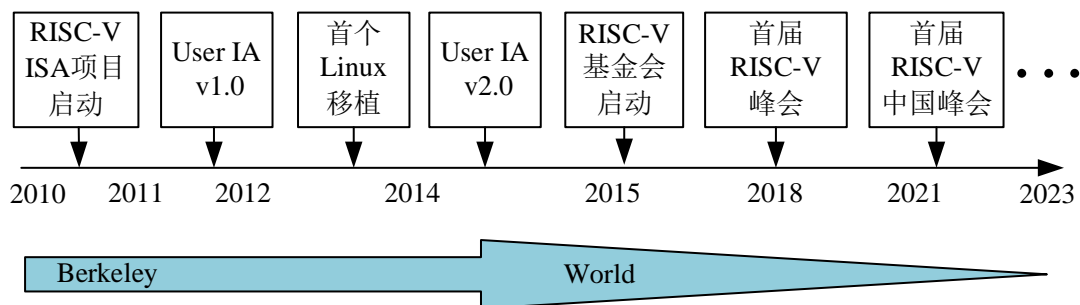 RISC-V
ISA项目
启动
User IA
v1.0
首个
Linux
移植
User IA
v2.0
RISC-V
基金会
启动
首届
RISC-V
峰会
首届
RISC-V
中国峰会
2010
2011
2012
2014
2015
2018
2021
2023
Berkeley
World